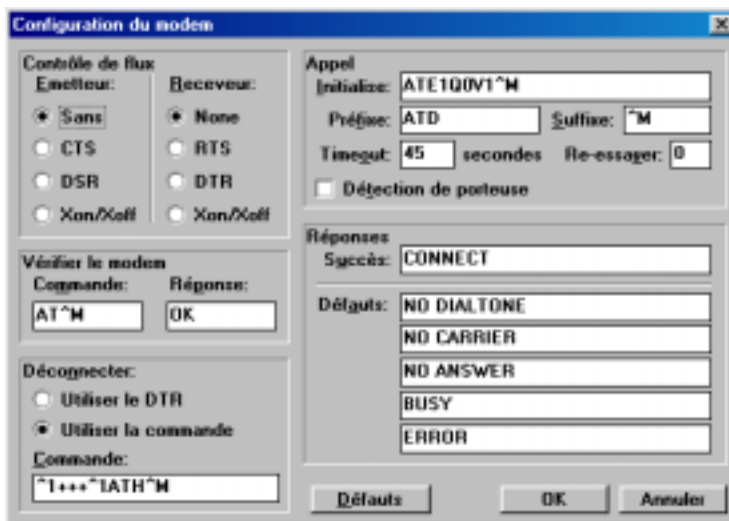 Configuration du modem
Contrôle de flux
Emetteur:
Receveur:
Sans
None
CTS
RTS
DSR
DTR
Xon/Xoff
Xon/Xoff
Vérifier le modem
Commande:
Réponse:
AT^M
OK
Déconnecter:
Utiliser le DTR
Utiliser la commande
Commande:
^1+++^1ATH^M
Appel
Initialize: ATE1Q0V1^M
Préfixe: ATD
Suffixe: ^M
Timeout: 45 secondes
Re-essayer: 0
Détection de porteuse
Réponses
Succès: CONNECT
Défauts: NO DIALTONE
NO CARRIER
NO ANSWER
BUSY
ERROR
Défauts
OK
Annuler